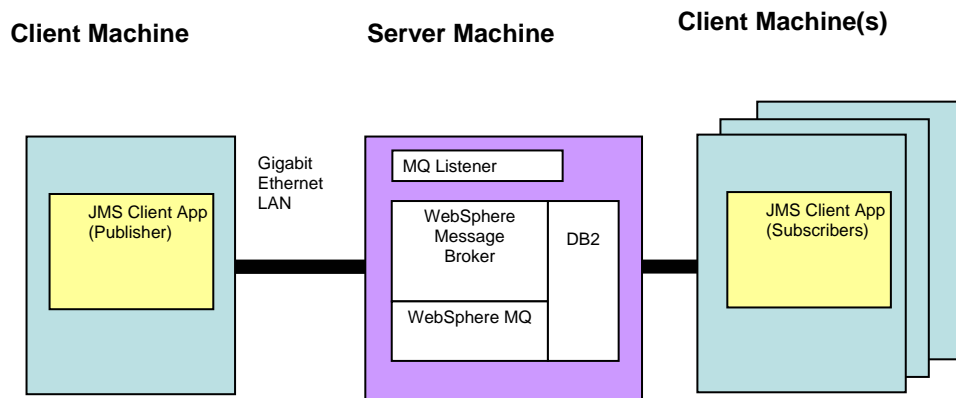 Client Machine
Server Machine
Client Machine(s)
Gigabit
Ethernet
LAN
JMS Client App
(Publisher)
MQ Listener
WebSphere
Message
Broker
DB2
WebSphere MQ
JMS Client App
(Subscribers)